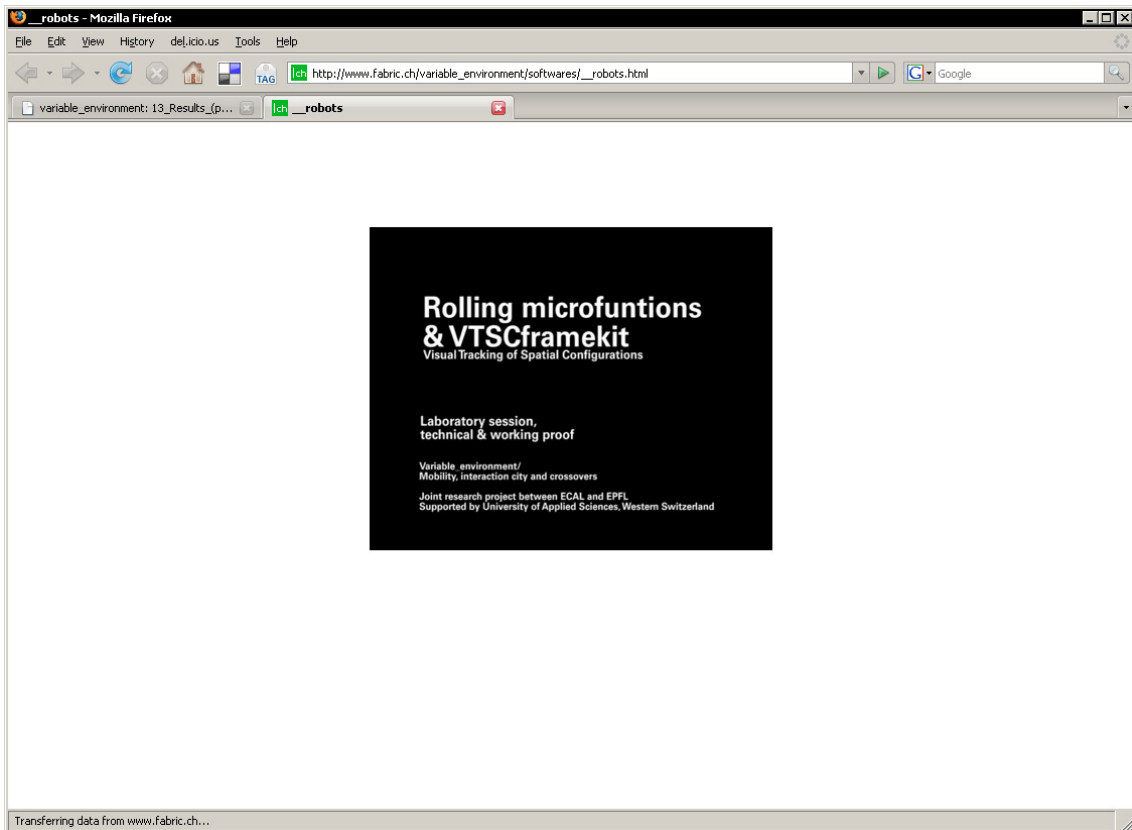 __robots - Mozilla Firefox
File Edit View History del.icio.us Tools Help
TAG http://www.fabric.ch/variable_environment/softwares/__robots.html Google
variable_environment: 13_Results_(p... __robots
Rolling microfuntions
& VTSCframekit
Visual Tracking of Spatial Configurations
Laboratory session,
technical & working proof
Variable_environment/
Mobility, interaction city and crossovers
Joint research project between ECAL and EPFL
Supported by University of Applied Sciences, Western Switzerland
Transferring data from www.fabric.ch...